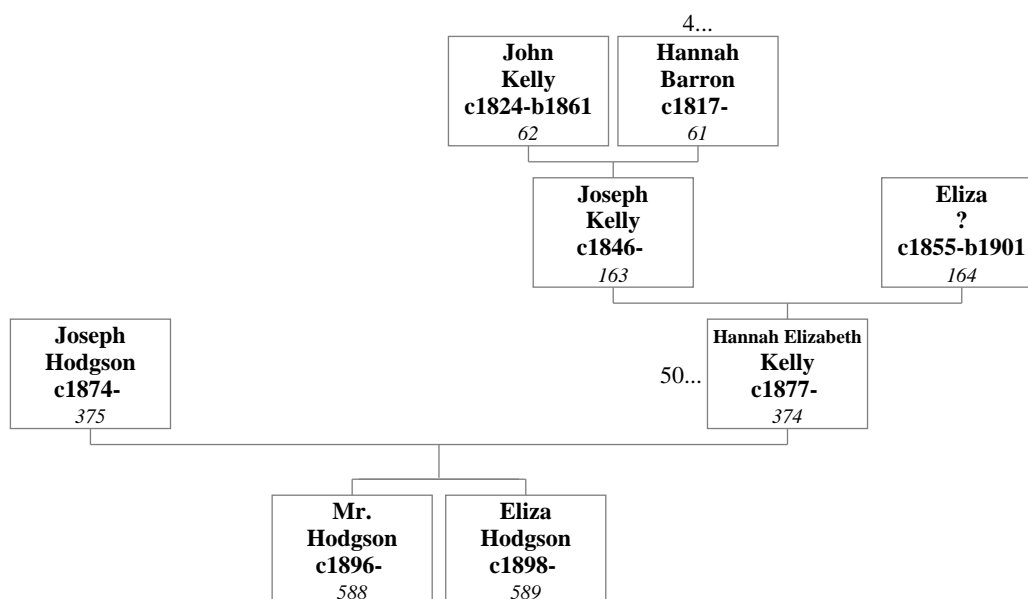 4...
John
Kelly
c1824-b1861
62
Hannah
Barron
c1817-
61
Joseph
Kelly
c1846-
163
Eliza
?
c1855-b1901
164
Joseph
Hodgson
c1874-
375
50...
Hannah Elizabeth
Kelly
c1877-
374
Mr.
Hodgson
c1896-
588
Eliza
Hodgson
c1898-
589